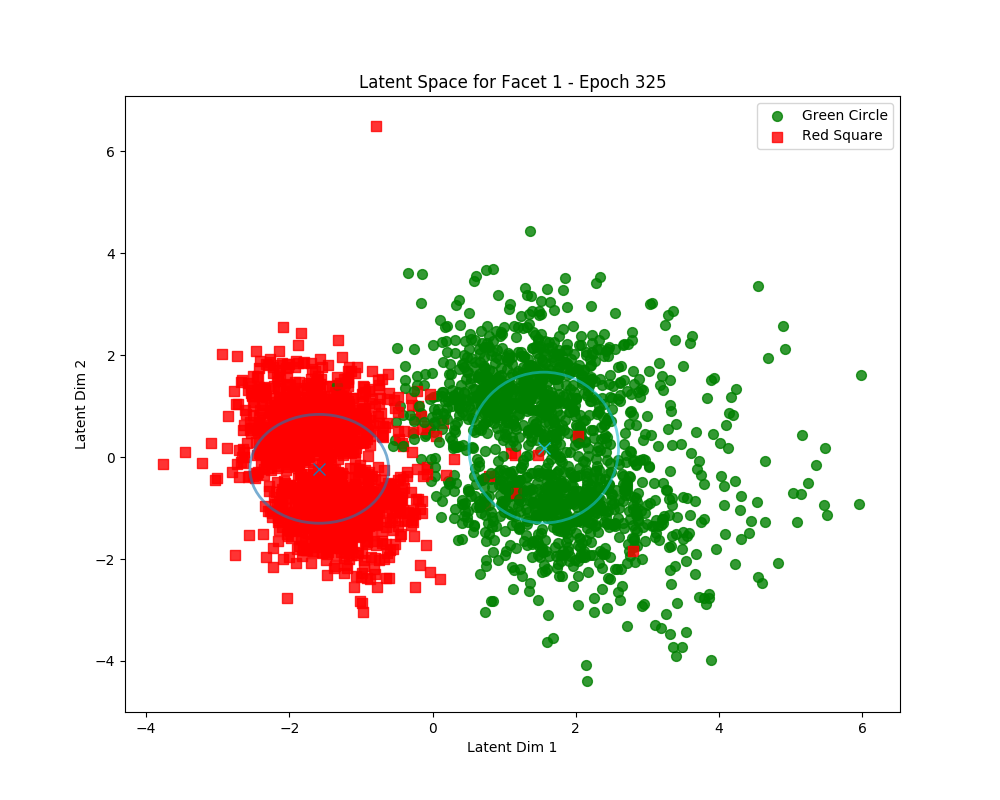 Latent Space for Facet 1 - Epoch 325
Green Circle
Red Square
6
4
2
0
−2
−4
Latent Dim 2
−4
−2
0
2
4
6
Latent Dim 1